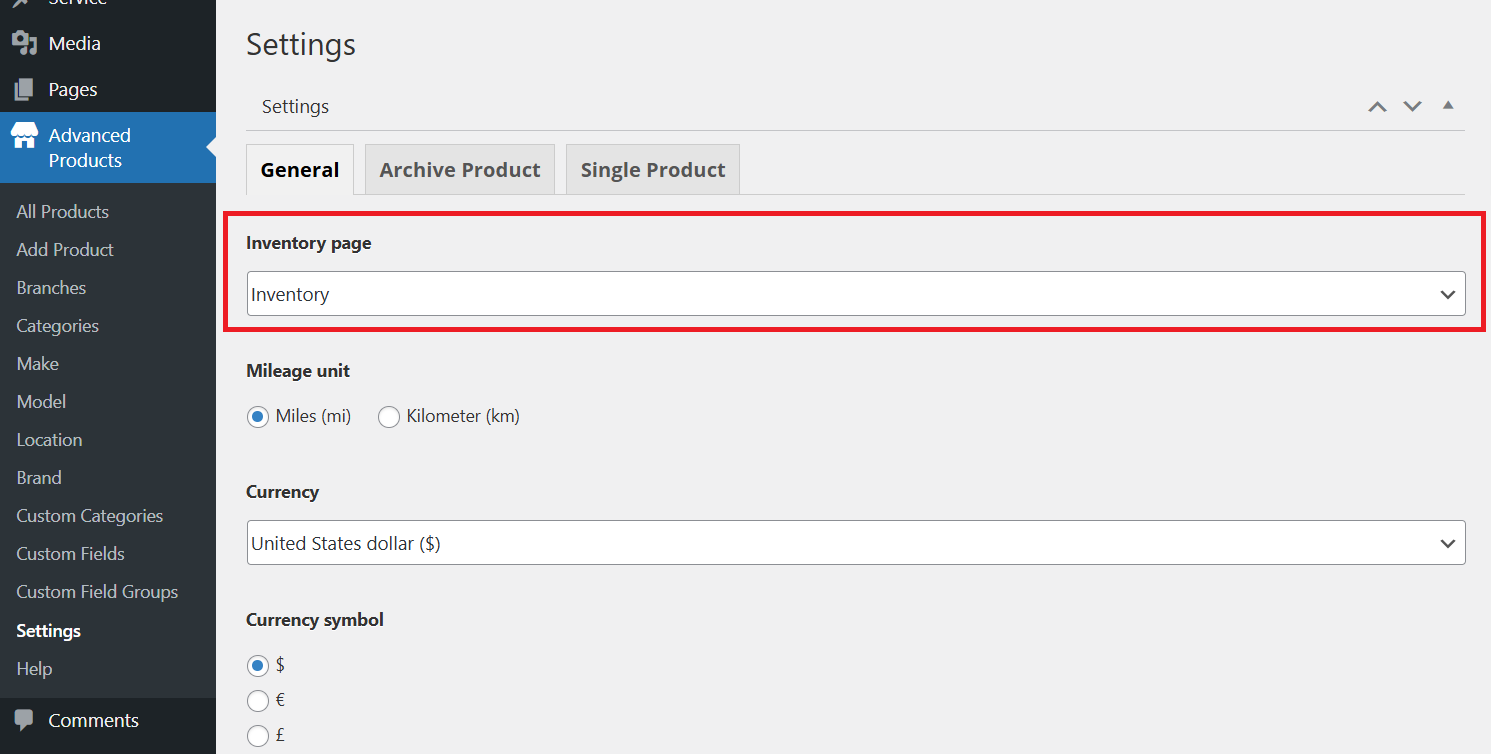 Service
Media
Pages
Advanced
Products
All Products
Add Product
Branches
Categories
Make
Model
Location
Brand
Custom Categories
Custom Fields
Custom Field Groups
Settings
Help
Comments
Settings
Settings
General Archive Product Single Product
Inventory page
Inventory
Mileage unit
Miles (mi) Kilometer (km)
Currency
United States dollar ($)
Currency symbol
$
€
£